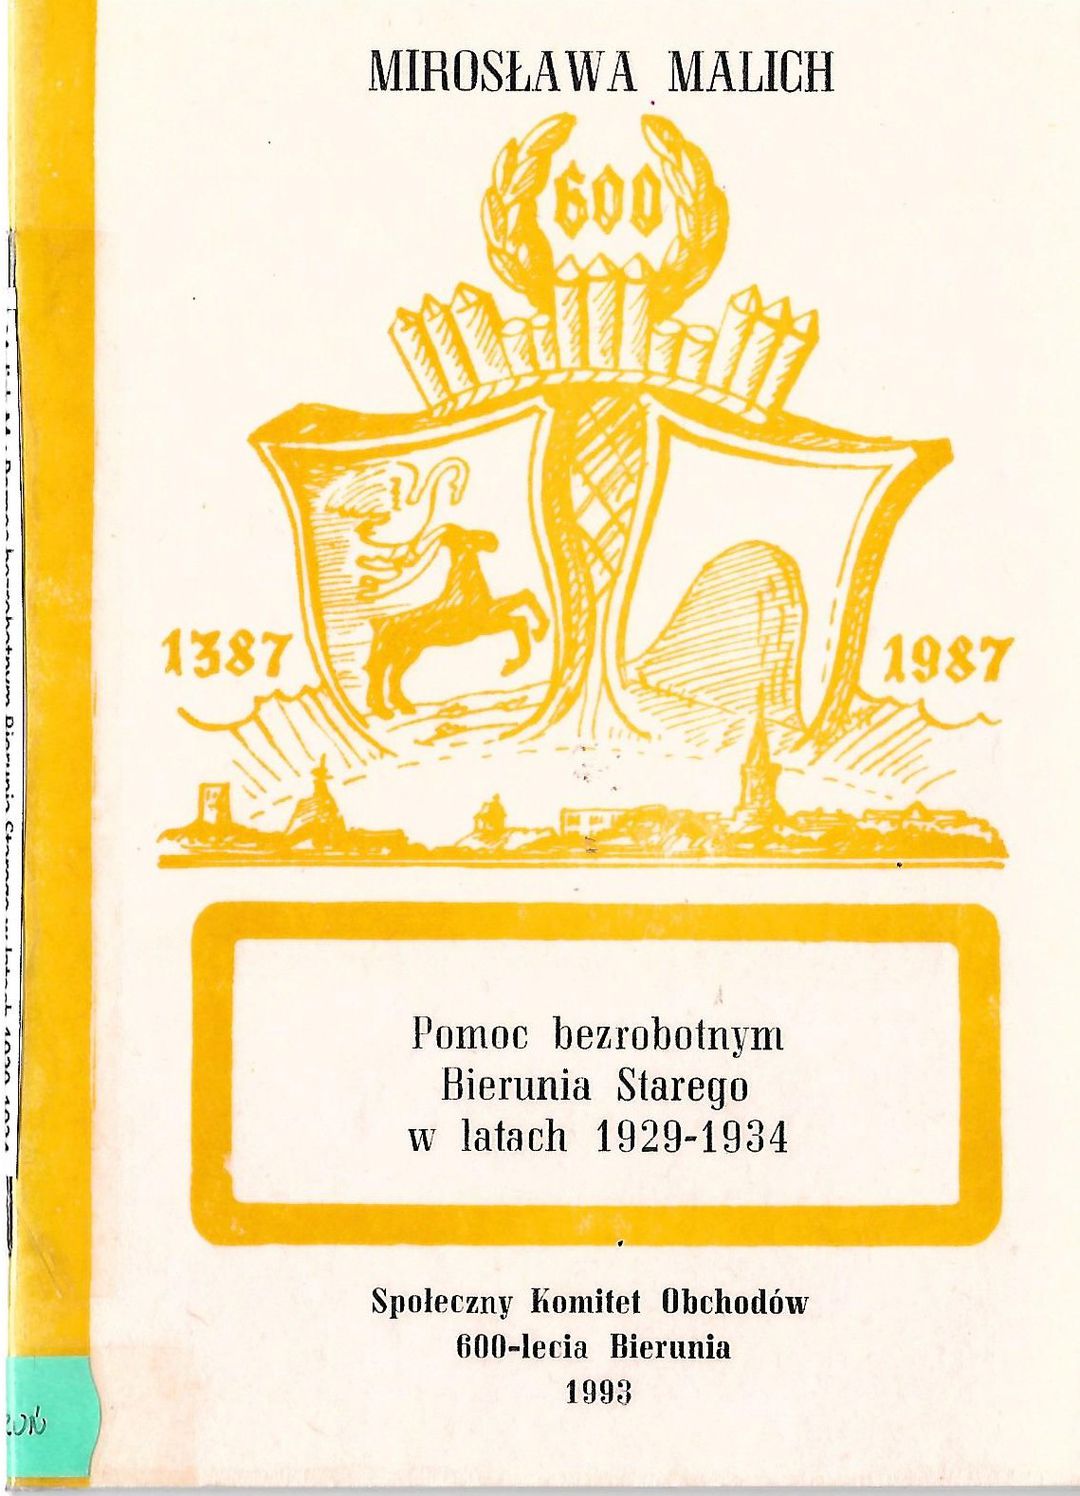 MIROSŁAWA MALICH
600
1387
1987
Pomoc bezrobotnym
Bierunia Starego
w latach 1929-1934
Społeczny Komitet Obchodów
600-lecia Bierunia
1993